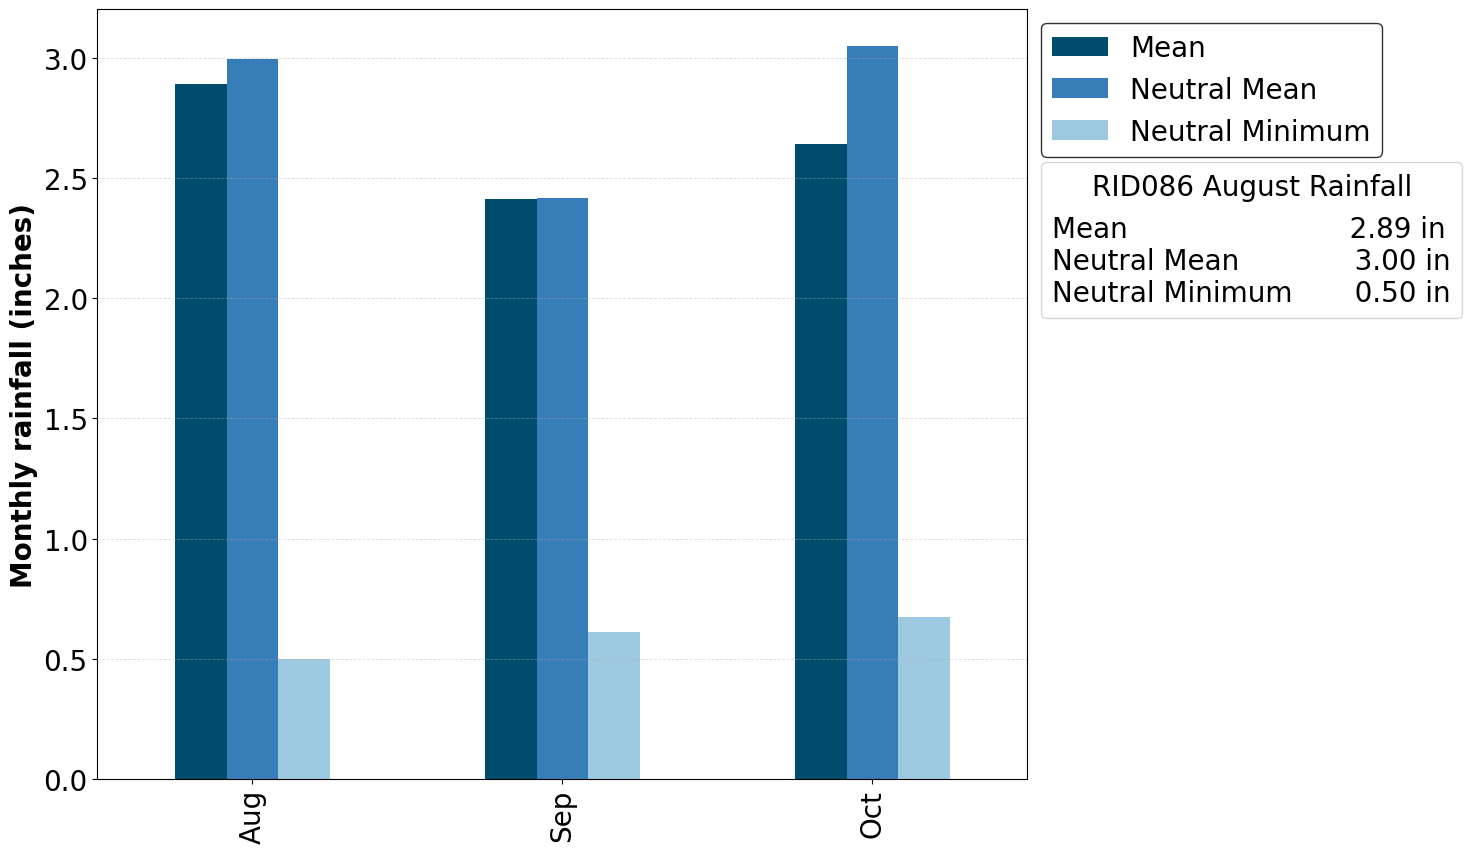 Monthly rainfall (inches)
3.0
2.5
2.0
1.5
1.0
0.5
0.0
Aug
Sep
Oct
Mean
Neutral Mean
Neutral Minimum
RID086 August Rainfall
Mean 2.89 in
Neutral Mean 3.00 in
Neutral Minimum 0.50 in